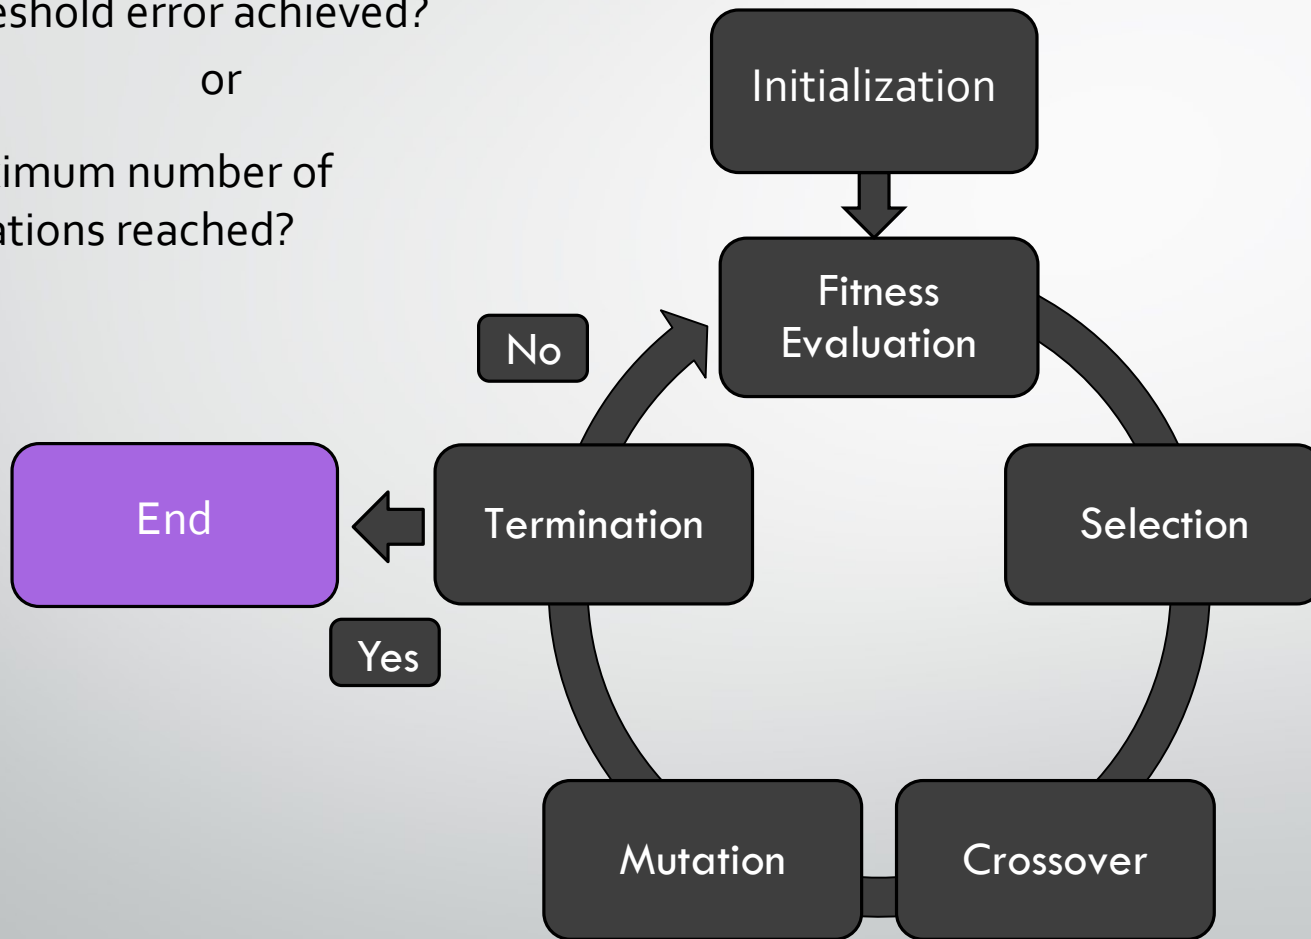 eshold error achieved?
or
imum number of
ations reached?
Initialization
Fitness
Evaluation
No
End
Termination
Selection
Yes
Mutation
Crossover